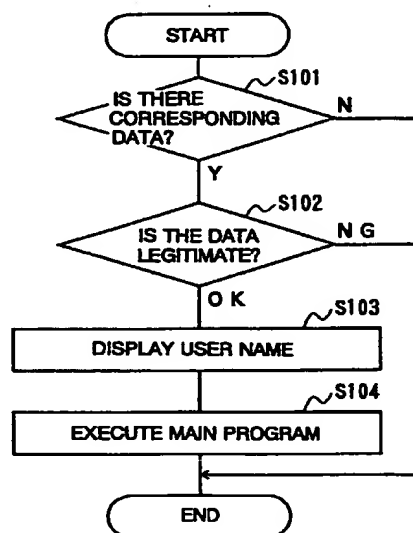 START
S101
IS THERE
CORRESPONDING
DATA?
N
Y
S102
IS THE DATA
LEGITIMATE?
N G
O K
S103
DISPLAY USER NAME
S104
EXECUTE MAIN PROGRAM
END